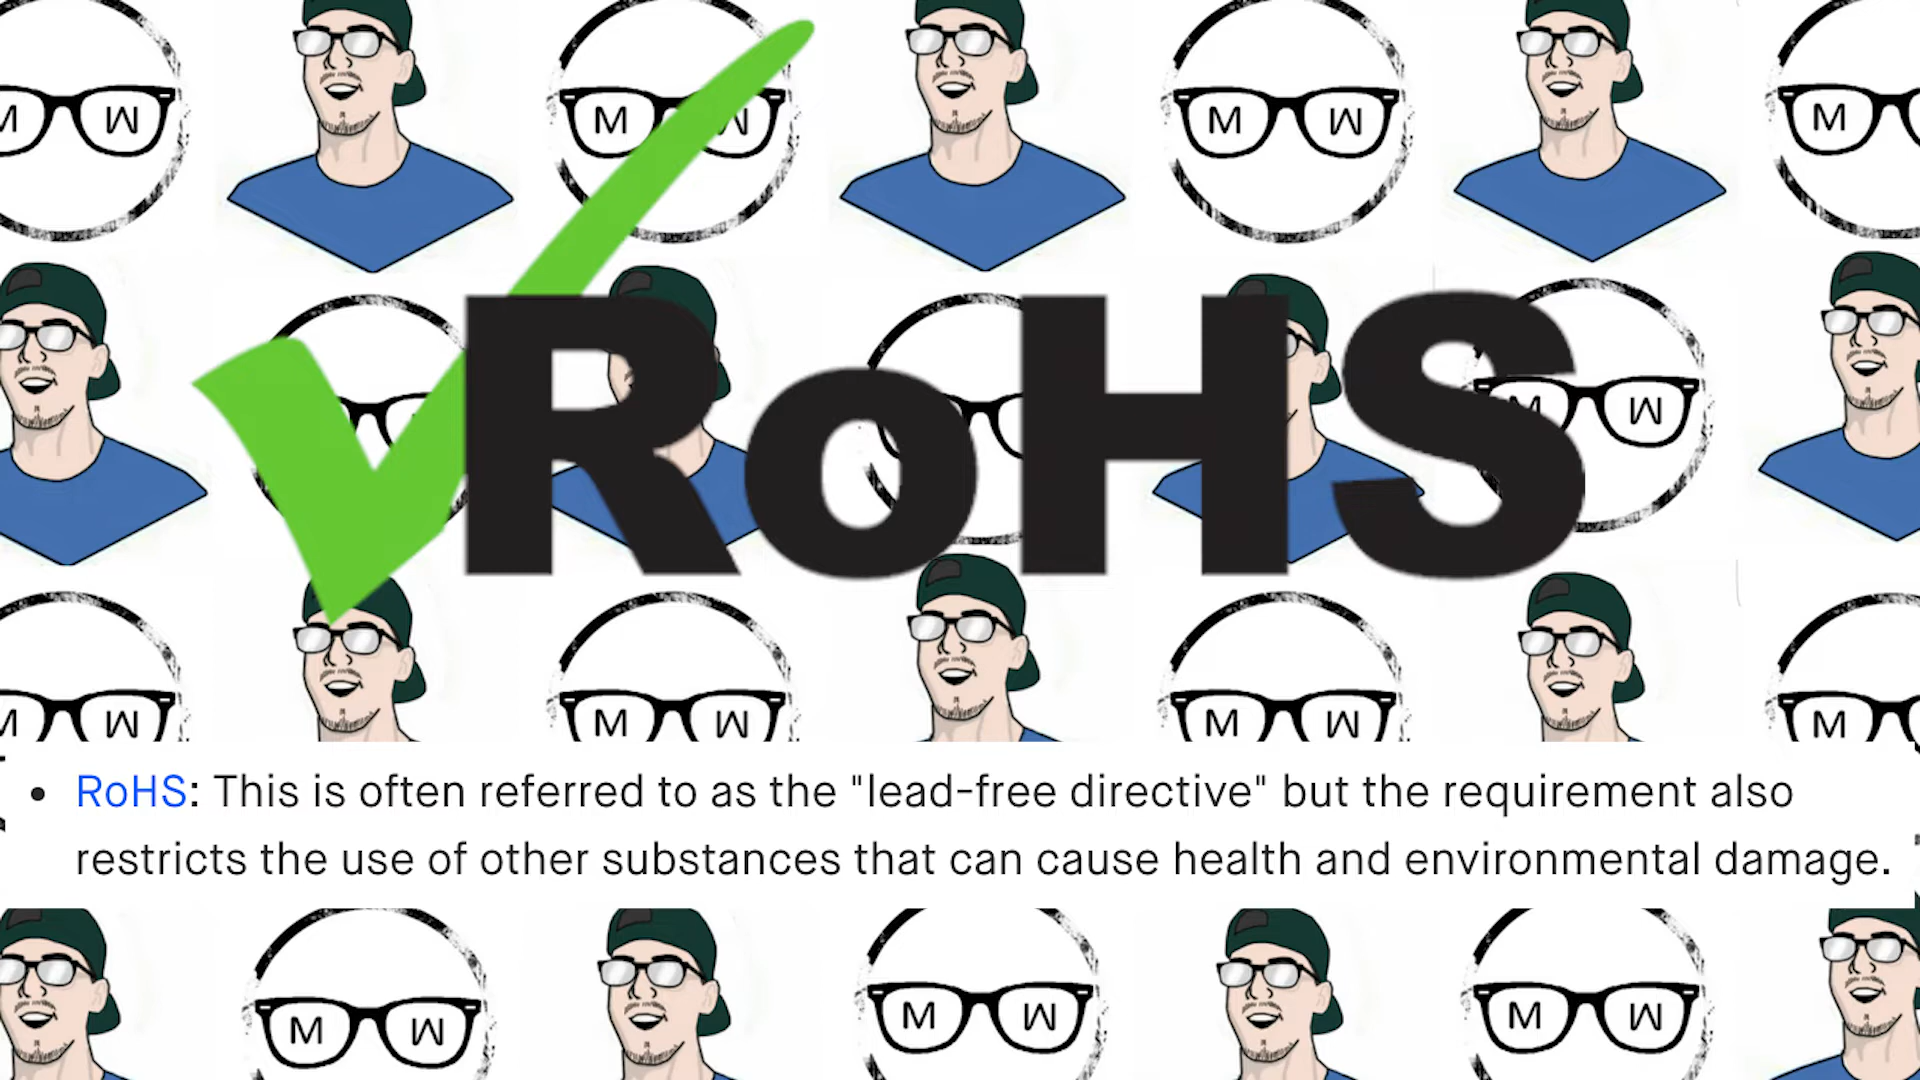 M W
M W
M W
M
RoHS
M W
M W
M W
M W
M
• RoHS: This is often referred to as the "lead-free directive" but the requirement also
restricts the use of other substances that can cause health and environmental damage.
M W
M W
M W